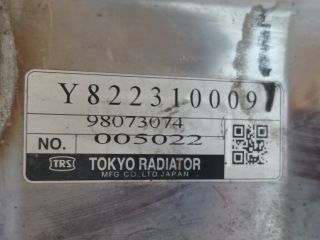 Y822310009
98073074
NO. 005022
TRS TOKYO RADIATOR
MFG CO.,LTD.JAPAN